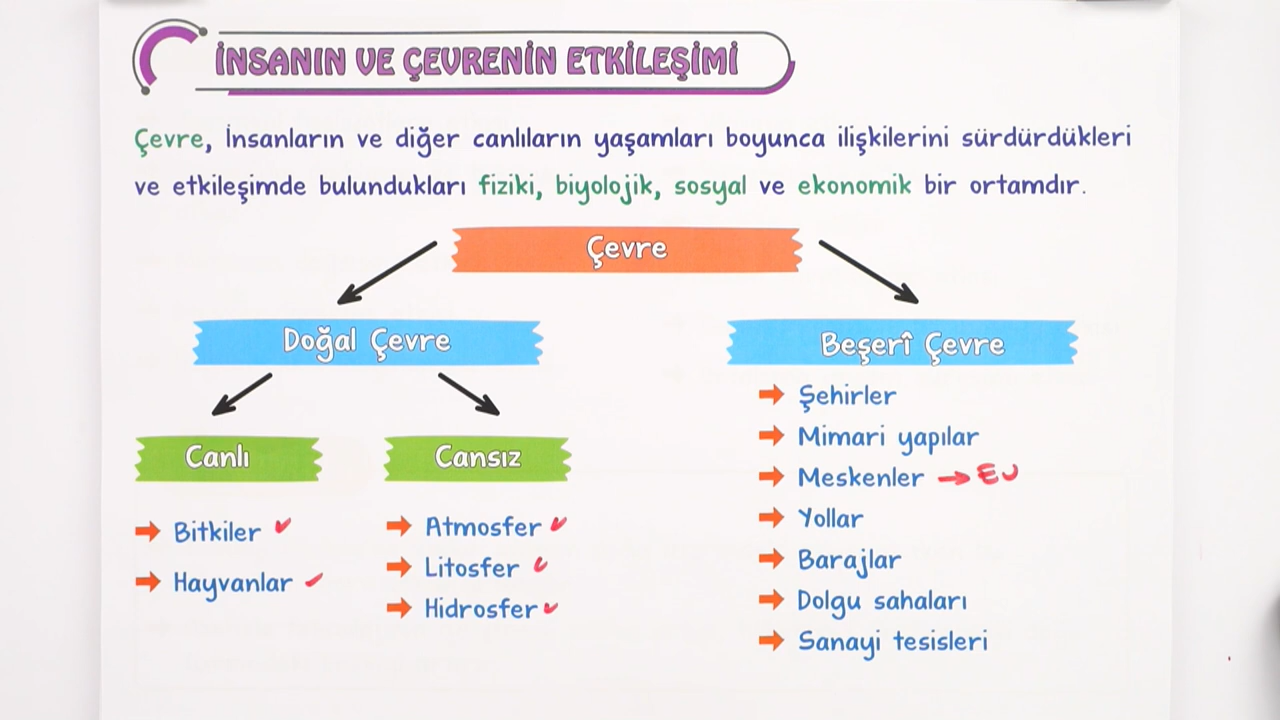 İNSANIN VE ÇEVRENİN ETKİLEŞİMİ
Çevre, İnsanların ve diğer canlıların yaşamları boyunca ilişkilerini sürdürdükleri
ve etkileşimde bulundukları fiziki, biyolojik, sosyal ve ekonomik bir ortamdır.
Çevre
Doğal Çevre
Canlı
Bitkiler
Hayvanlar
Cansız
Atmosfer
Litosfer
Hidrosfer
Beşerî Çevre
Şehirler
Mimari yapılar
Meskenler → Ev
Yollar
Barajlar
Dolgu sahaları
Sanayi tesisleri